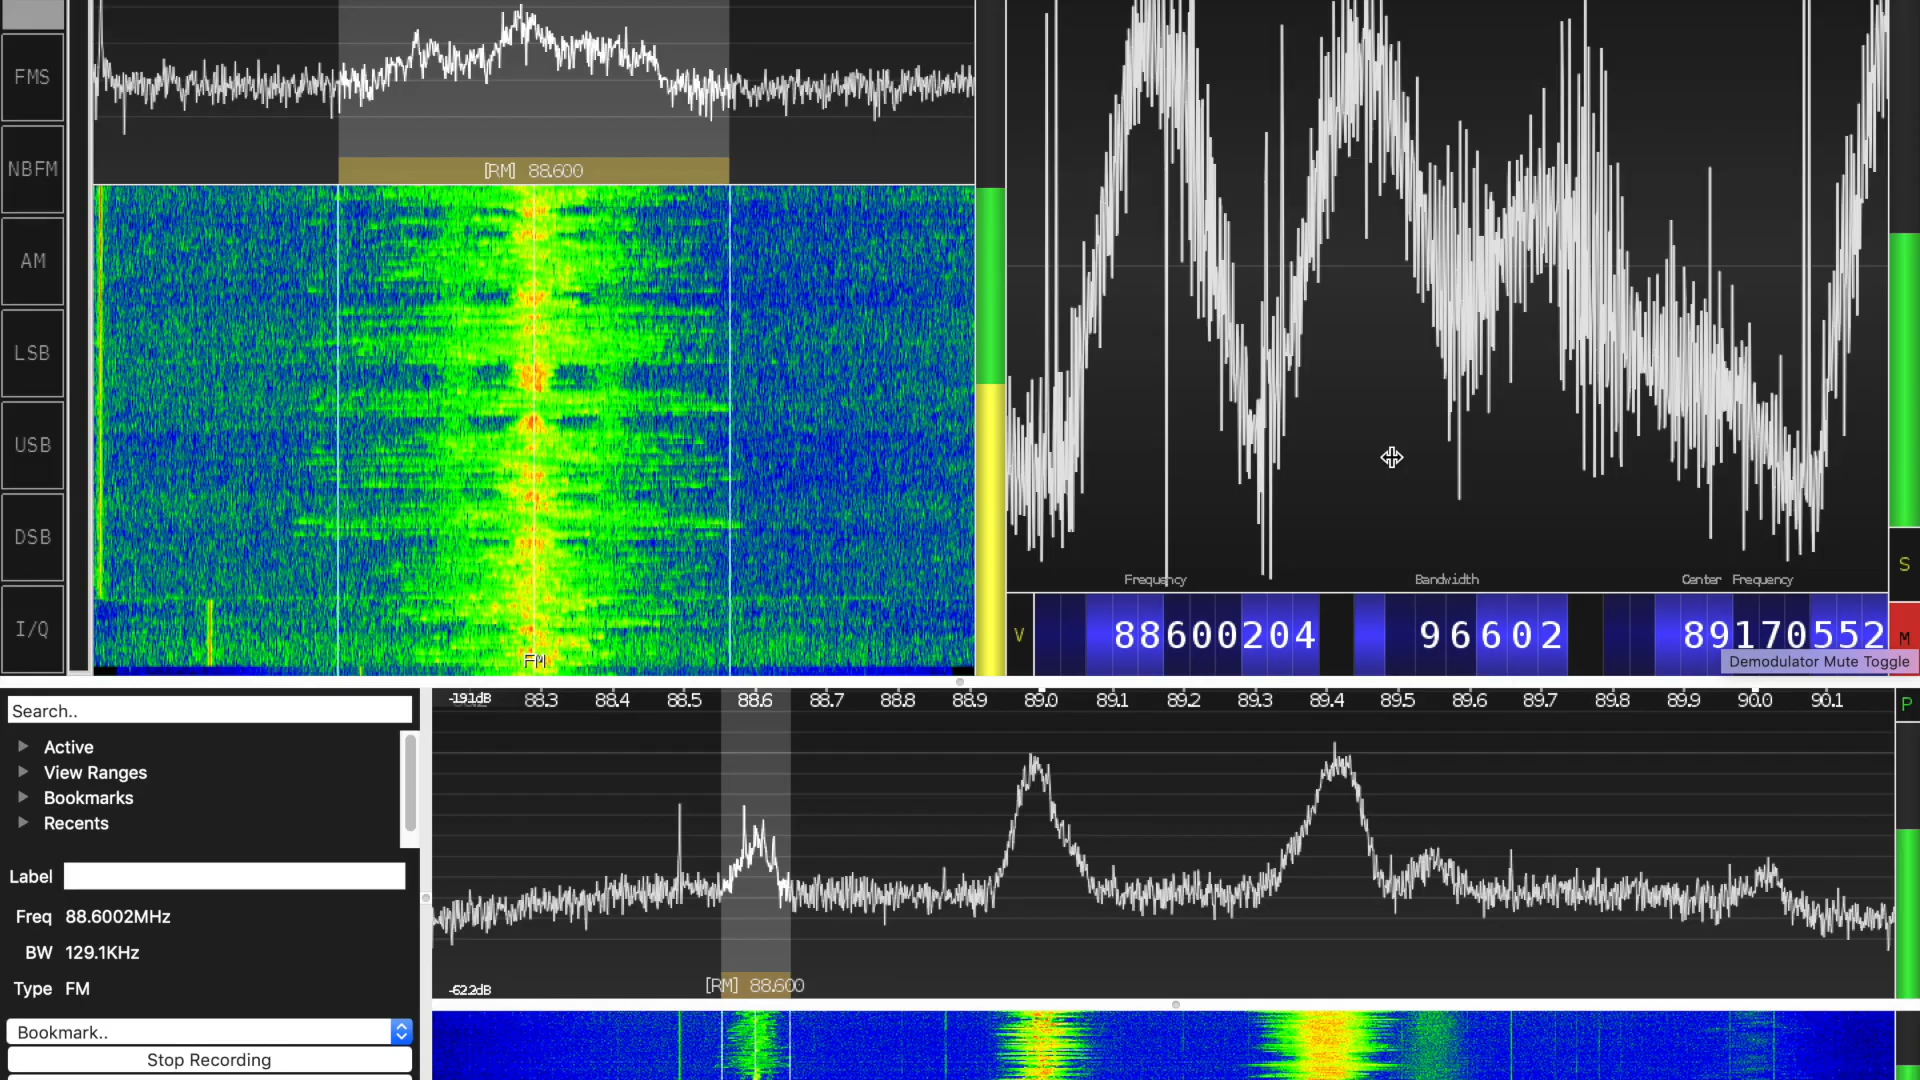 FMS
NBFM
AM
LSB
USB
DSB
I/Q
[RM] 88.600
FM
Frequency
Bandwidth
Center Frequency
V
88600204
96602
89170552
S
M
Demodulator Mute Toggle
Search..
Active
View Ranges
Bookmarks
Recents
Label
Freq 88.6002MHz
BW 129.1KHz
Type FM
Bookmark..
Stop Recording
-19.1dB
88.3 88.4 88.5 88.6 88.7 88.8 88.9 89.0 89.1 89.2 89.3 89.4 89.5 89.6 89.7 89.8 89.9 90.0 90.1
P
[RM] 88.600
-62.2dB